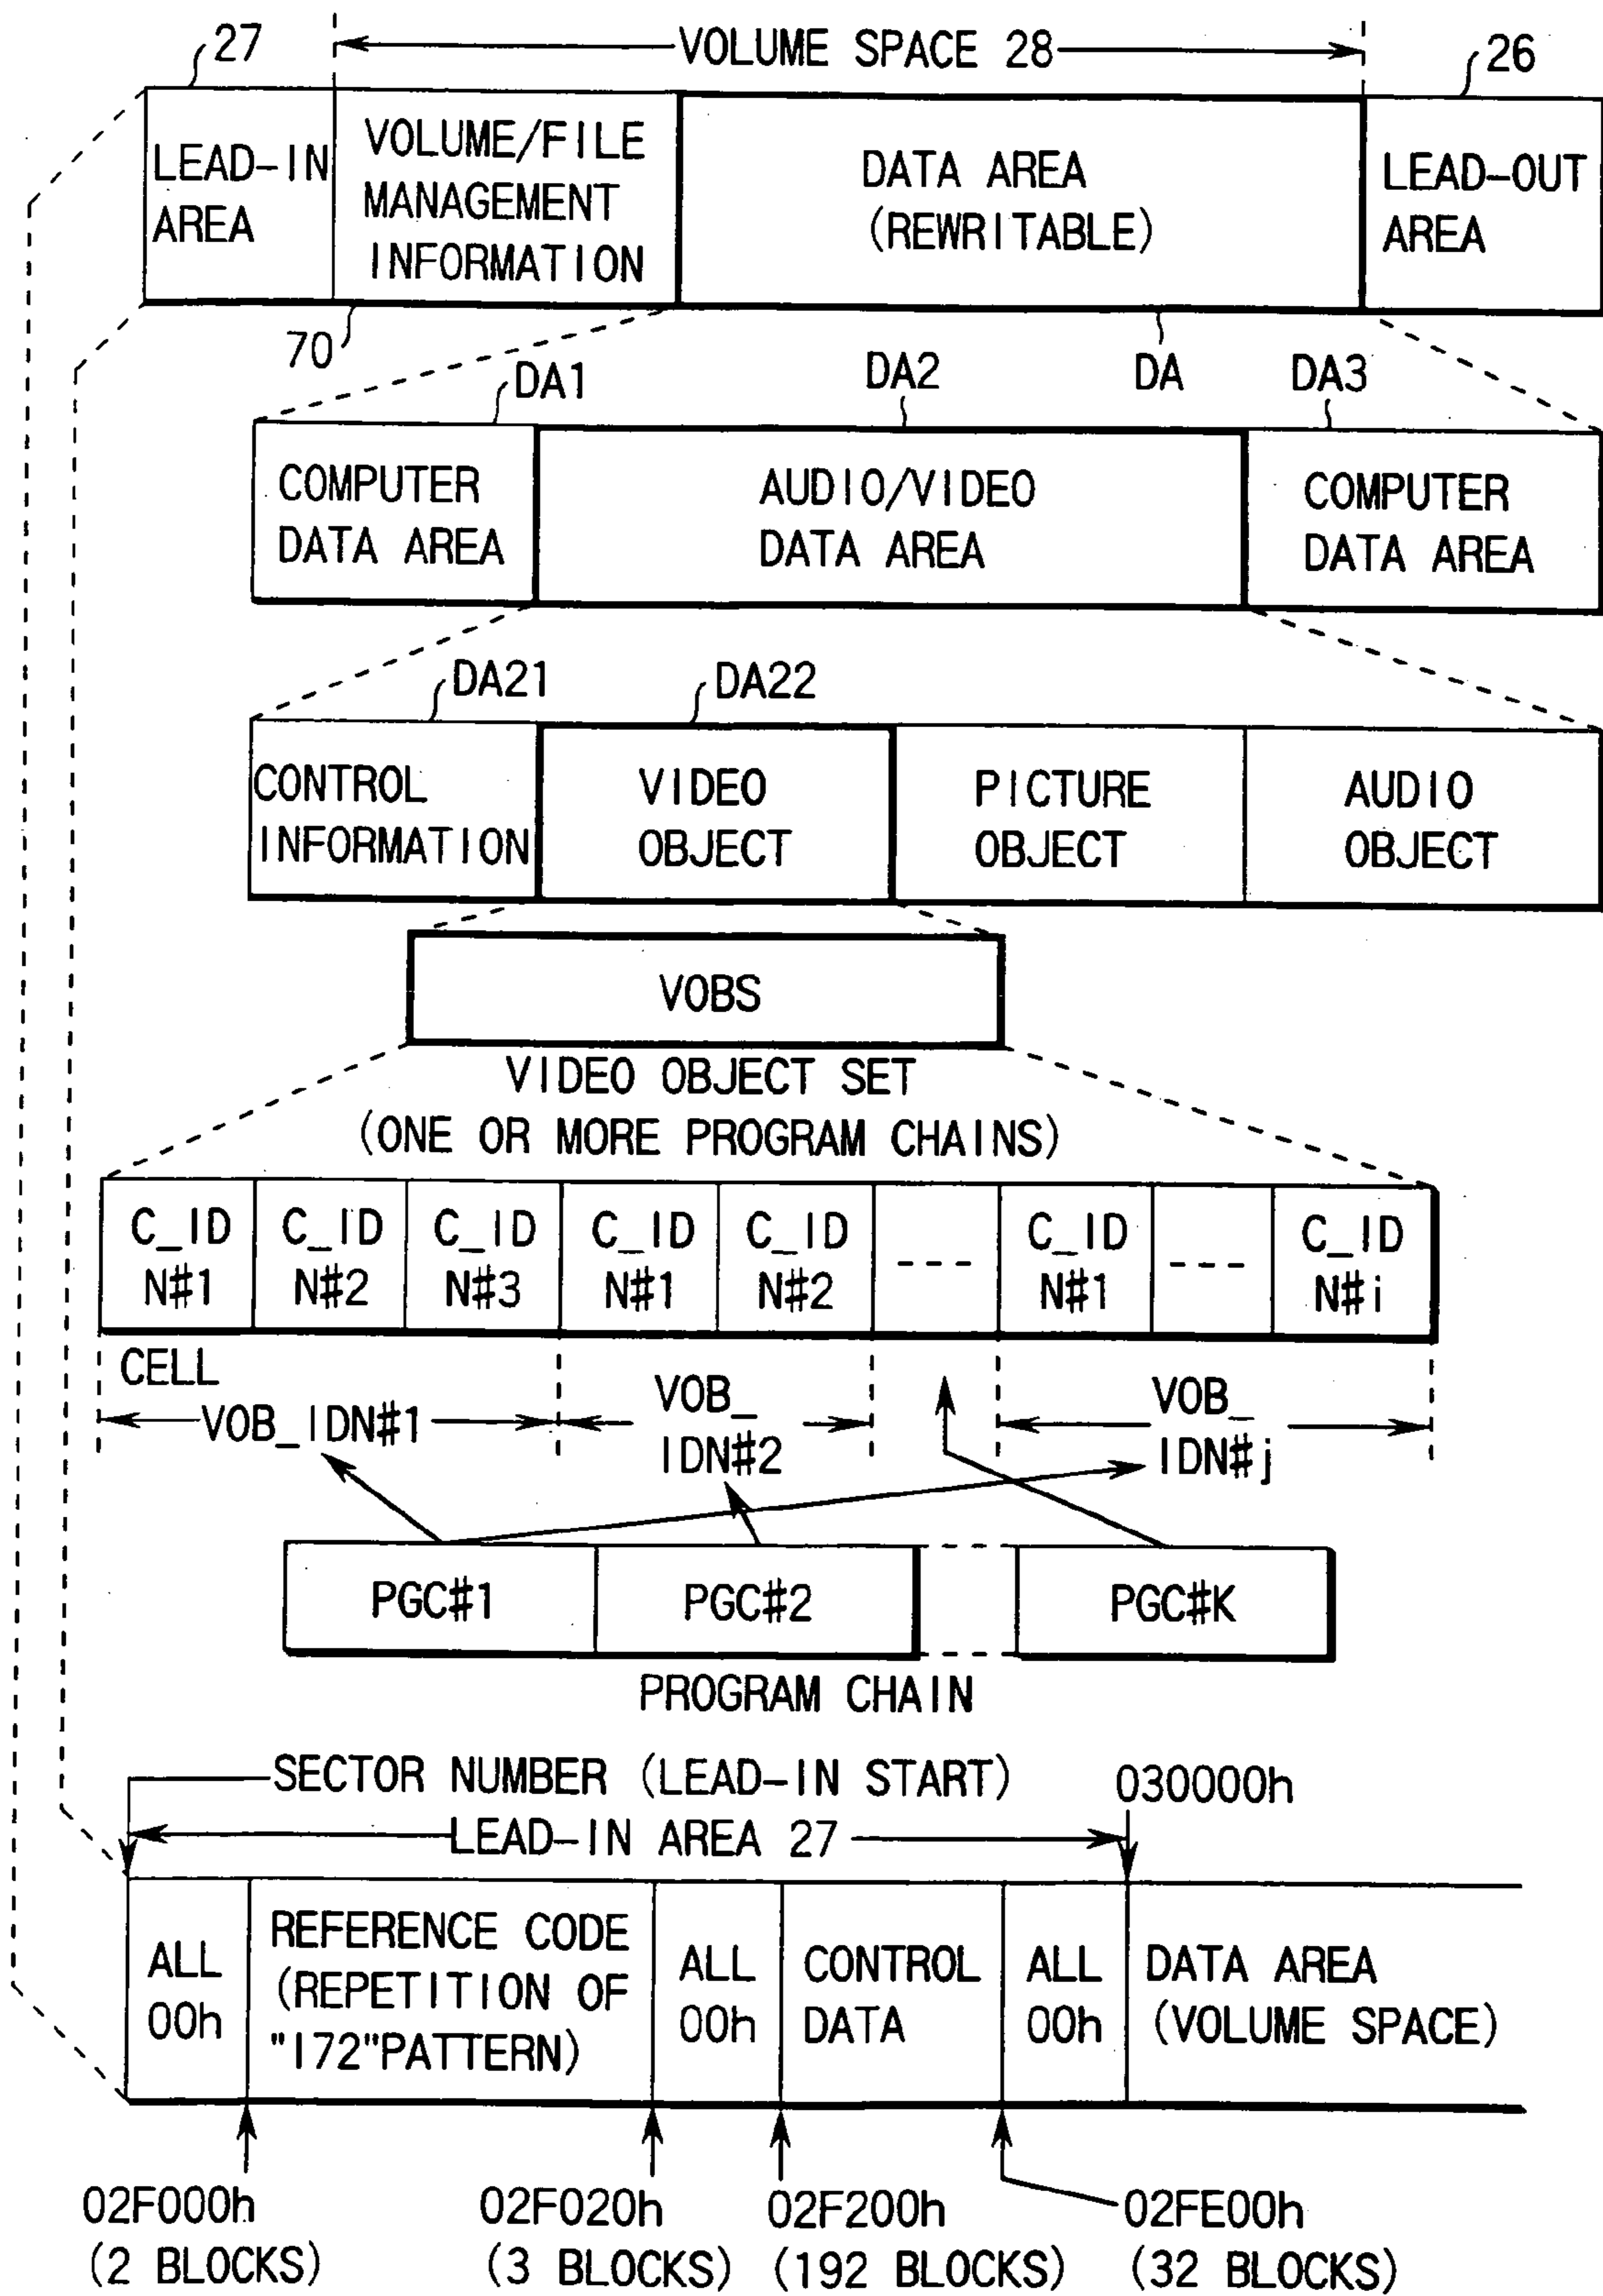 27
VOLUME SPACE 28
26
LEAD-IN
AREA
VOLUME/FILE
MANAGEMENT
INFORMATION
DATA AREA
(REWRITABLE)
LEAD-OUT
AREA
70
DA1
DA2
DA
DA3
COMPUTER
DATA AREA
AUDIO/VIDEO
DATA AREA
COMPUTER
DATA AREA
DA21
DA22
CONTROL
INFORMATION
VIDEO
OBJECT
PICTURE
OBJECT
AUDIO
OBJECT
VOBS
VIDEO OBJECT SET
(ONE OR MORE PROGRAM CHAINS)
C_ID
N#1
C_ID
N#2
C_ID
N#3
C_ID
N#1
C_ID
N#2
----
C_ID
N#1
----
C_ID
N#i
CELL
VOB_IDN#1
VOB_
IDN#2
VOB_
IDN#j
PGC#1
PGC#2
PGC#K
PROGRAM CHAIN
SECTOR NUMBER (LEAD-IN START)
030000h
LEAD-IN AREA 27
ALL
00h
REFERENCE CODE
(REPETITION OF
"172"PATTERN)
ALL
00h
CONTROL
DATA
ALL
00h
DATA AREA
(VOLUME SPACE)
02F000h
(2 BLOCKS)
02F020h
(3 BLOCKS)
02F200h
(192 BLOCKS)
02FE00h
(32 BLOCKS)